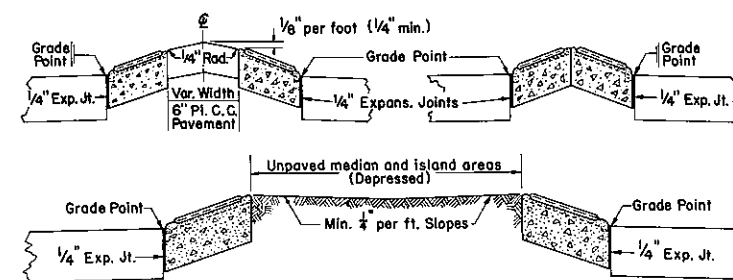 ℄
1/8" per foot (1/4" min.)
Grade
Point
1/4" Rad.
Grade Point
Grade
Point
1/4" Exp. Jt.
Var. Width
6" Pl. C.C.
Pavement
1/4" Expans. Joints
1/4" Exp. Jt.
Unpaved median and island areas
(Depressed)
Grade Point
Min. 1/4" per ft. Slopes
Grade Point
1/4" Exp. Jt.
1/4" Exp. Jt.